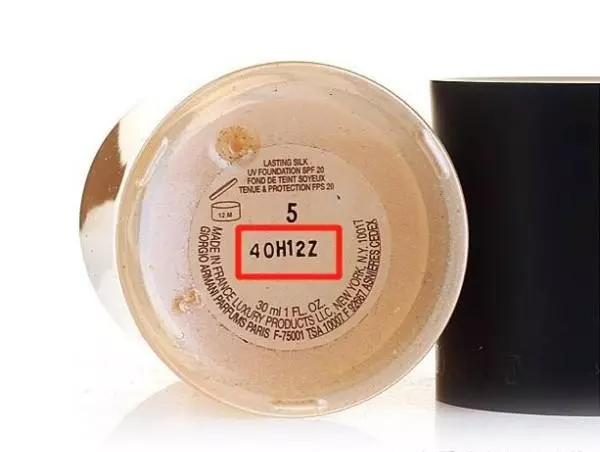 LASTING SILK
UV FOUNDATION SPF 20
FOND DE TEINT SOYEUX
TENUE & PROTECTION FPS 20
12 M
5
40H12Z
30 ml 1 FL. OZ.
MADE IN FRANCE LUXURY PRODUCTS LLC, NEW YORK, N.Y. 10017
GIORGIO ARMANI PARFUMS PARIS F-75001 TSA 10007 F 92667 ASNIERES CEDEX